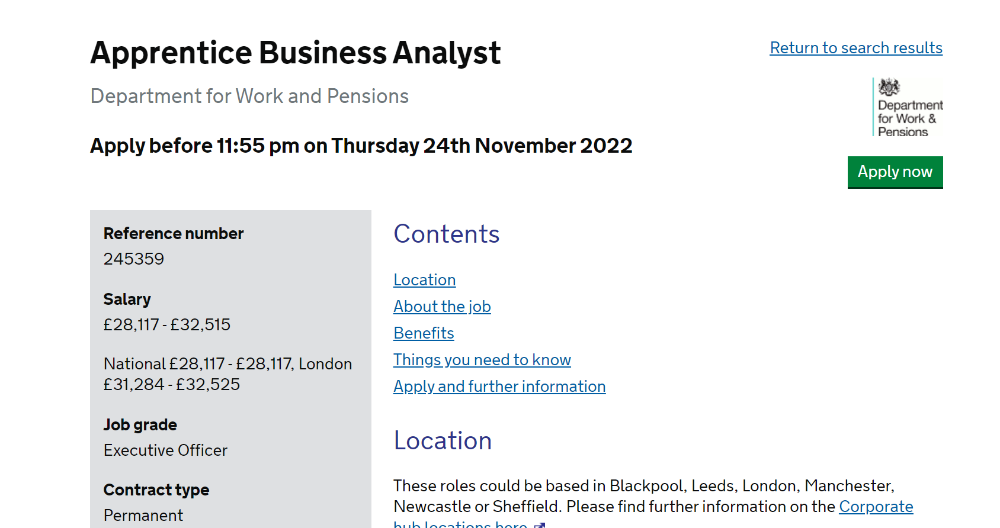 Apprentice Business Analyst
Return to search results
Department for Work and Pensions
Department
for Work &
Pensions
Apply before 11:55 pm on Thursday 24th November 2022
Apply now
Reference number
245359
Salary
£28,117 - £32,515
National £28,117 - £28,117, London
£31,284 - £32,525
Job grade
Executive Officer
Contract type
Permanent
Contents
Location
About the job
Benefits
Things you need to know
Apply and further information
Location
These roles could be based in Blackpool, Leeds, London, Manchester,
Newcastle or Sheffield. Please find further information on the Corporate
hub locations here